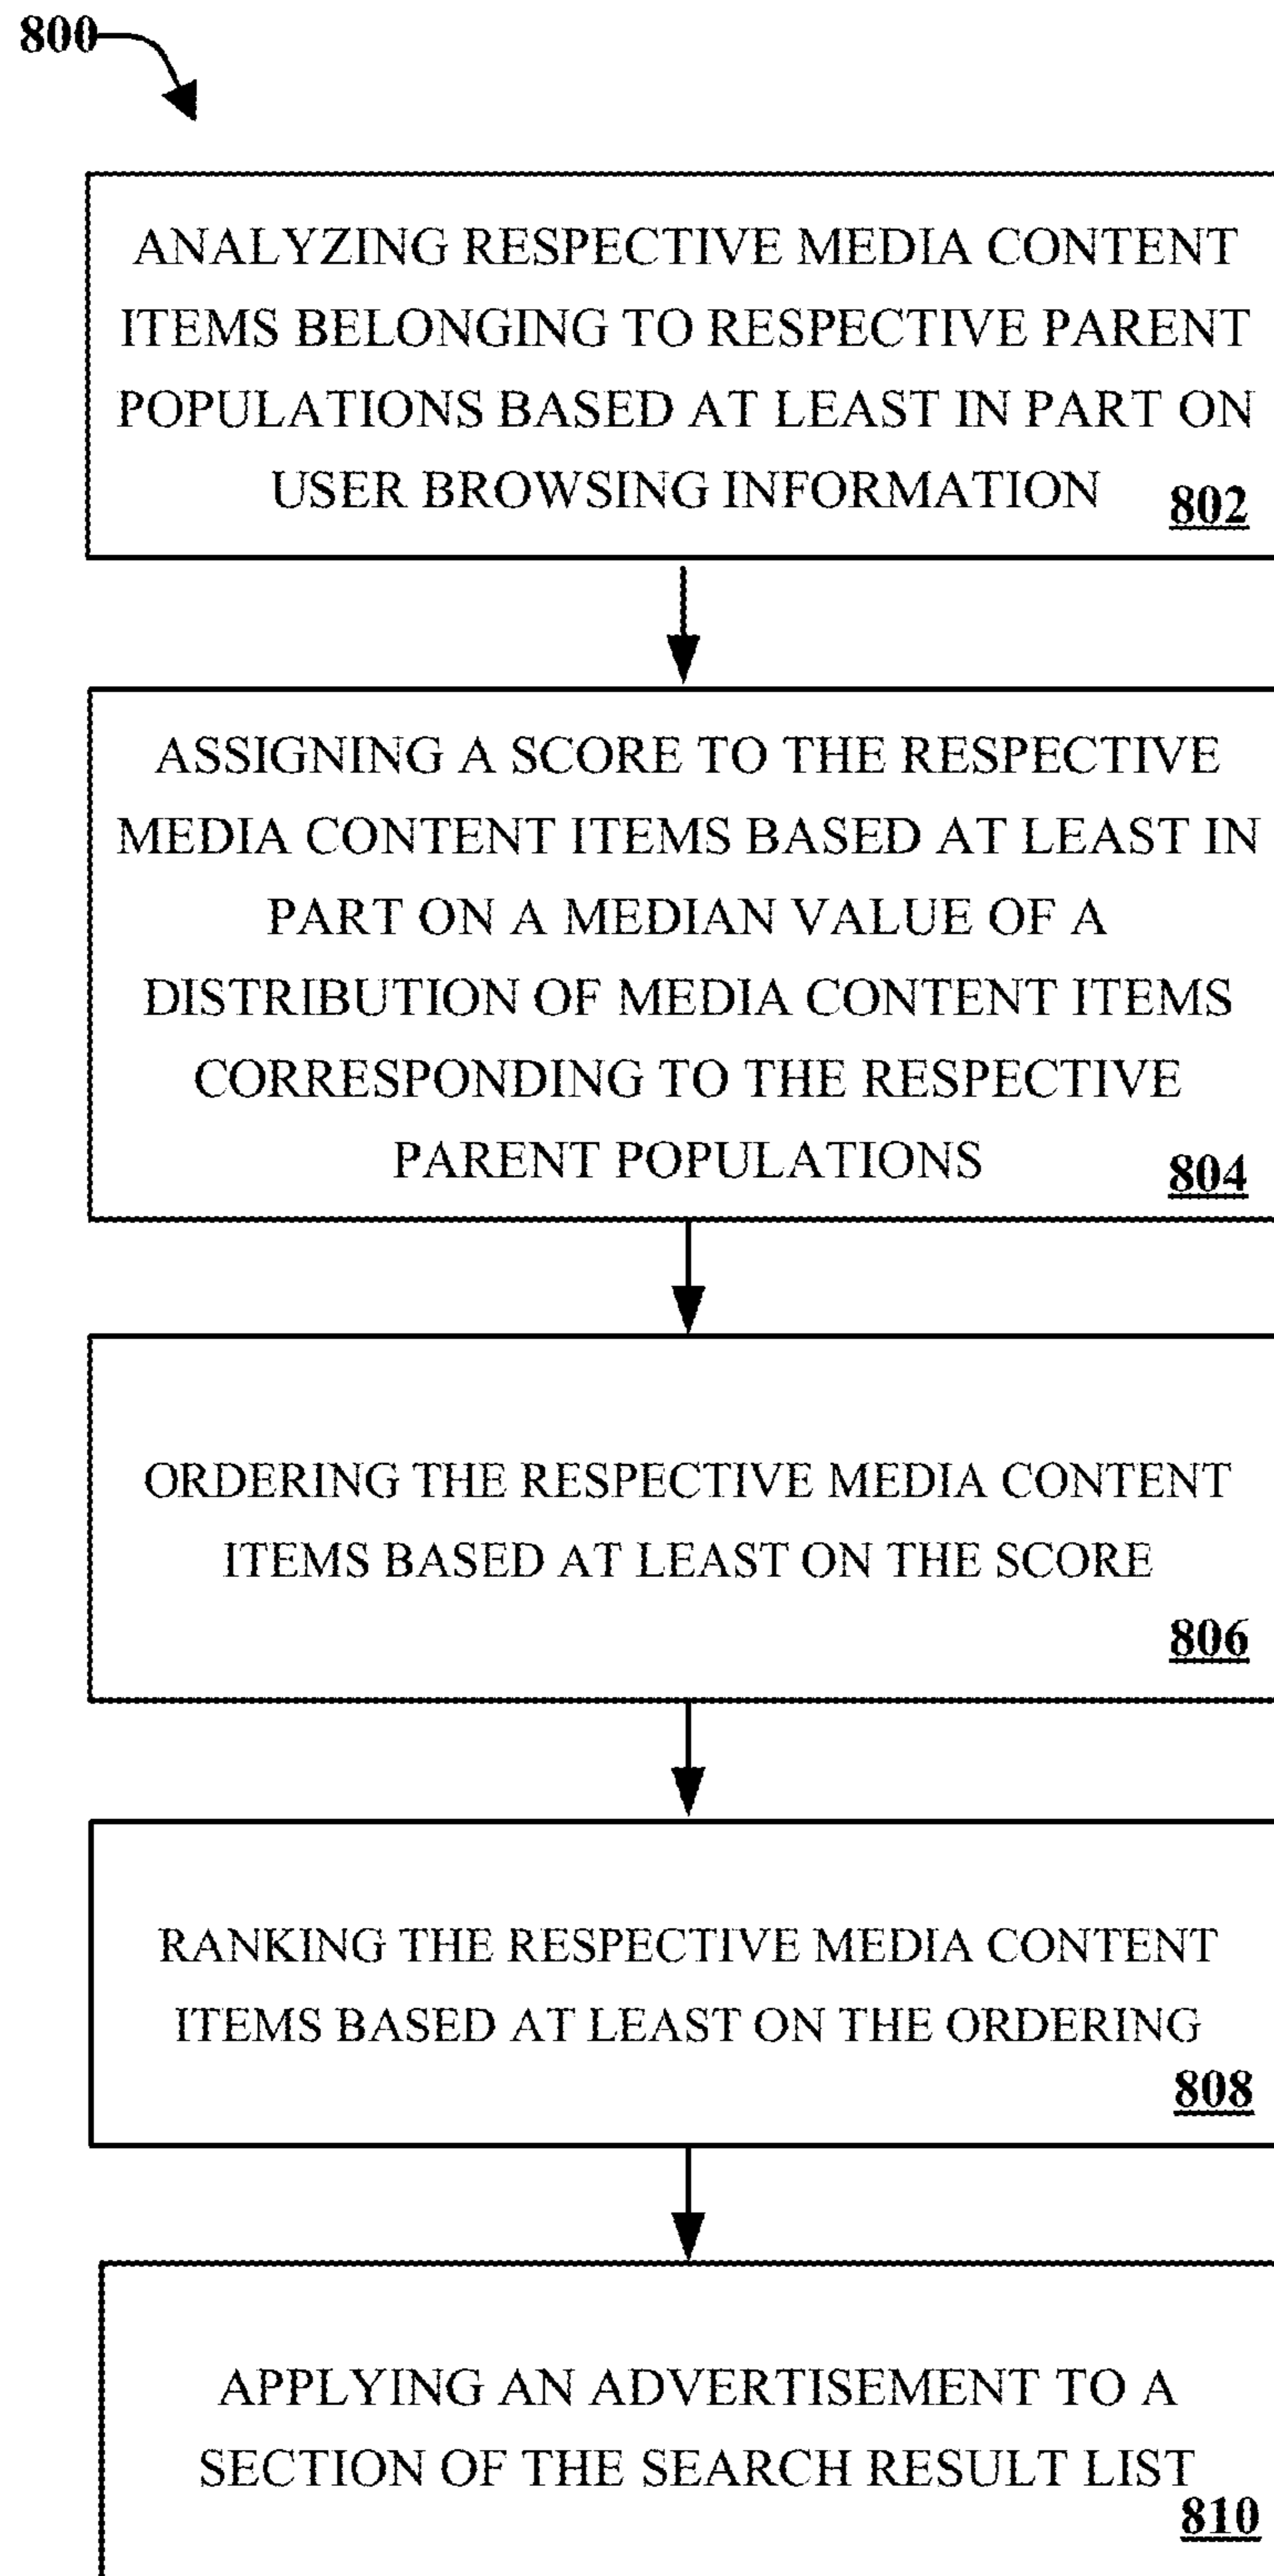 800
ANALYZING RESPECTIVE MEDIA CONTENT
ITEMS BELONGING TO RESPECTIVE PARENT
POPULATIONS BASED AT LEAST IN PART ON
USER BROWSING INFORMATION
802
ASSIGNING A SCORE TO THE RESPECTIVE
MEDIA CONTENT ITEMS BASED AT LEAST IN
PART ON A MEDIAN VALUE OF A
DISTRIBUTION OF MEDIA CONTENT ITEMS
CORRESPONDING TO THE RESPECTIVE
PARENT POPULATIONS
804
ORDERING THE RESPECTIVE MEDIA CONTENT
ITEMS BASED AT LEAST ON THE SCORE
806
RANKING THE RESPECTIVE MEDIA CONTENT
ITEMS BASED AT LEAST ON THE ORDERING
808
APPLYING AN ADVERTISEMENT TO A
SECTION OF THE SEARCH RESULT LIST
810